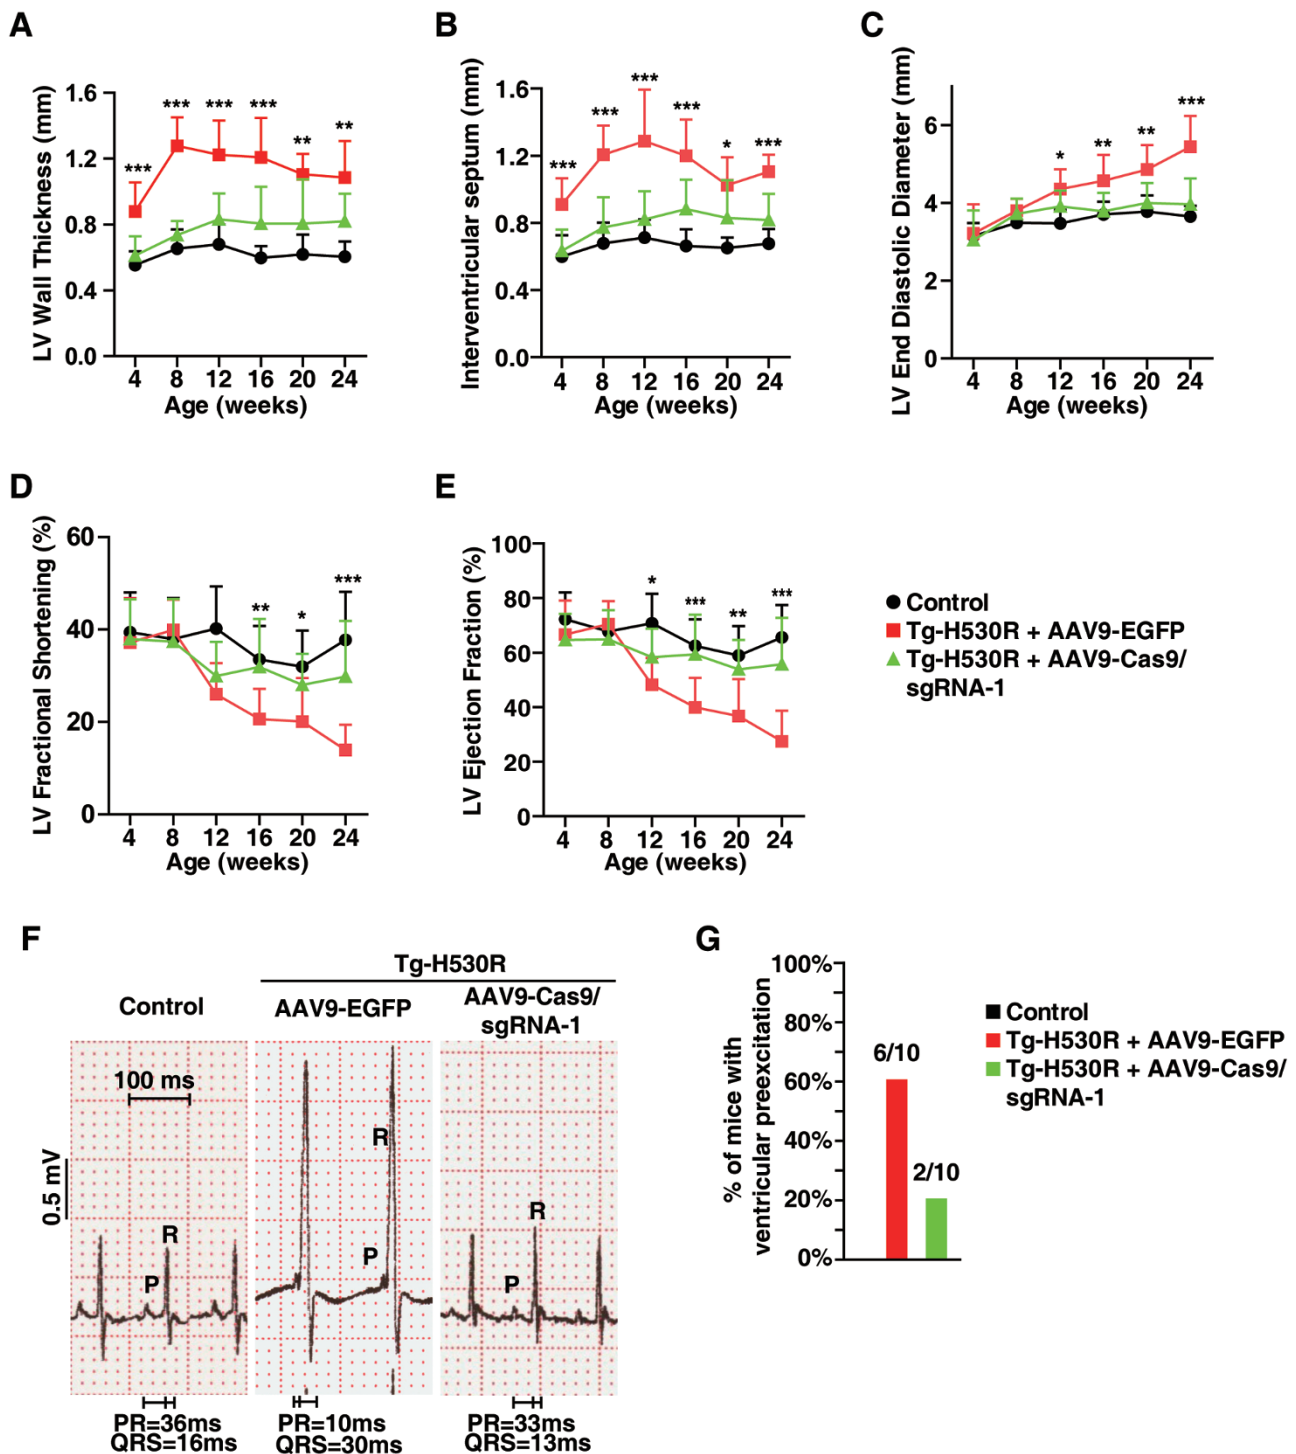 A
LV Wall Thickness (mm)
1.6
1.2
0.8
0.4
0.0
***
***
***
***
**
**
4 8 12 16 20 24
Age (weeks)
B
Interventricular septum (mm)
1.6
1.2
0.8
0.4
0.0
***
***
***
***
*
***
4 8 12 16 20 24
Age (weeks)
C
LV End Diastolic Diameter (mm)
6
4
2
0
*
**
**
***
4 8 12 16 20 24
Age (weeks)
D
LV Fractional Shortening (%)
60
40
20
0
**
*
***
4 8 12 16 20 24
Age (weeks)
E
LV Ejection Fraction (%)
100
80
60
40
20
0
*
***
**
***
4 8 12 16 20 24
Age (weeks)
Control
Tg-H530R + AAV9-EGFP
Tg-H530R + AAV9-Cas9/
sgRNA-1
F
Tg-H530R
Control
AAV9-EGFP
AAV9-Cas9/
sgRNA-1
100 ms
0.5 mV
P
R
P
R
P
R
PR=36ms
QRS=16ms
PR=10ms
QRS=30ms
PR=33ms
QRS=13ms
G
% of mice with
ventricular preexcitation
100%
80%
60%
40%
20%
0%
6/10
2/10
Control
Tg-H530R + AAV9-EGFP
Tg-H530R + AAV9-Cas9/
sgRNA-1